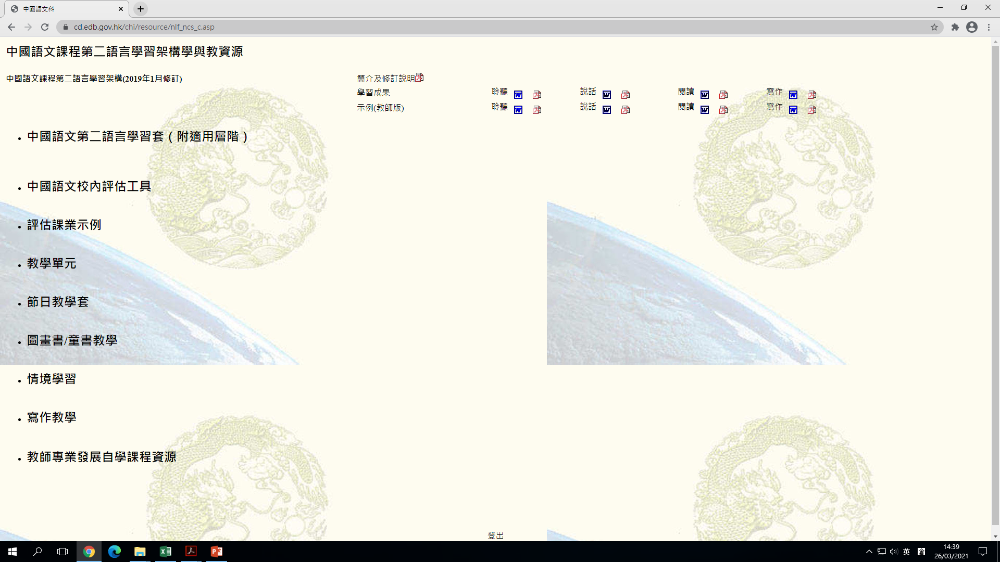 中國語文科
cd.edb.gov.hk/chi/resource/nlf_ncs_c.asp
中國語文課程第二語言學習架構學與教資源
中國語文課程第二語言學習架構(2019年1月修訂) 簡介及修訂說明
學習成果 聆聽 說話 閱讀 寫作
示例(教師版) 聆聽 說話 閱讀 寫作
中國語文第二語言學習套（附適用層階）
中國語文校內評估工具
評估課業示例
教學單元
節日教學套
圖畫書/童書教學
情境學習
寫作教學
教師專業發展自學課程資源
登出
英 倉 14:39
26/03/2021